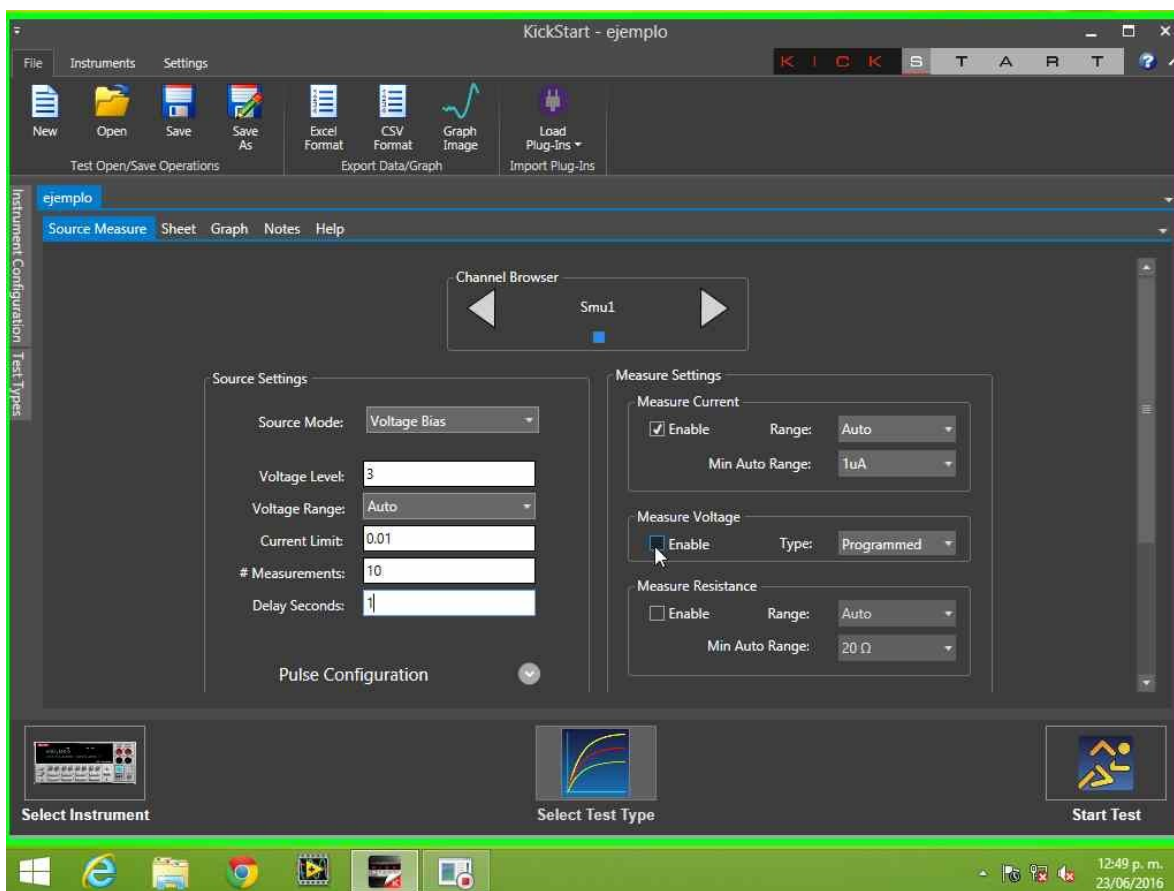 KickStart - ejemplo
File Instruments Settings
KICKSTART
New Open Save Save As Excel Format CSV Format Graph Image Load Plug-Ins
Test Open/Save Operations Export Data/Graph Import Plug-Ins
Instrument Configuration
Test Types
ejemplo
Source Measure Sheet Graph Notes Help
Channel Browser
Smu1
Source Settings
Source Mode: Voltage Bias
Voltage Level: 3
Voltage Range: Auto
Current Limit: 0.01
# Measurements: 10
Delay Seconds: 1
Pulse Configuration
Measure Settings
Measure Current
Enable Range: Auto
Min Auto Range: 1uA
Measure Voltage
Enable Type: Programmed
Measure Resistance
Enable Range: Auto
Min Auto Range: 20 Ω
Select Instrument
Select Test Type
Start Test
12:49 p. m.
23/06/2016